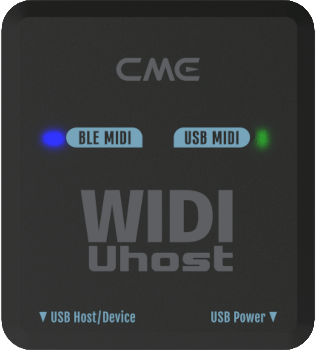 CME
BLE MIDI USB MIDI
WIDI
Uhost
▼ USB Host/Device USB Power ▼